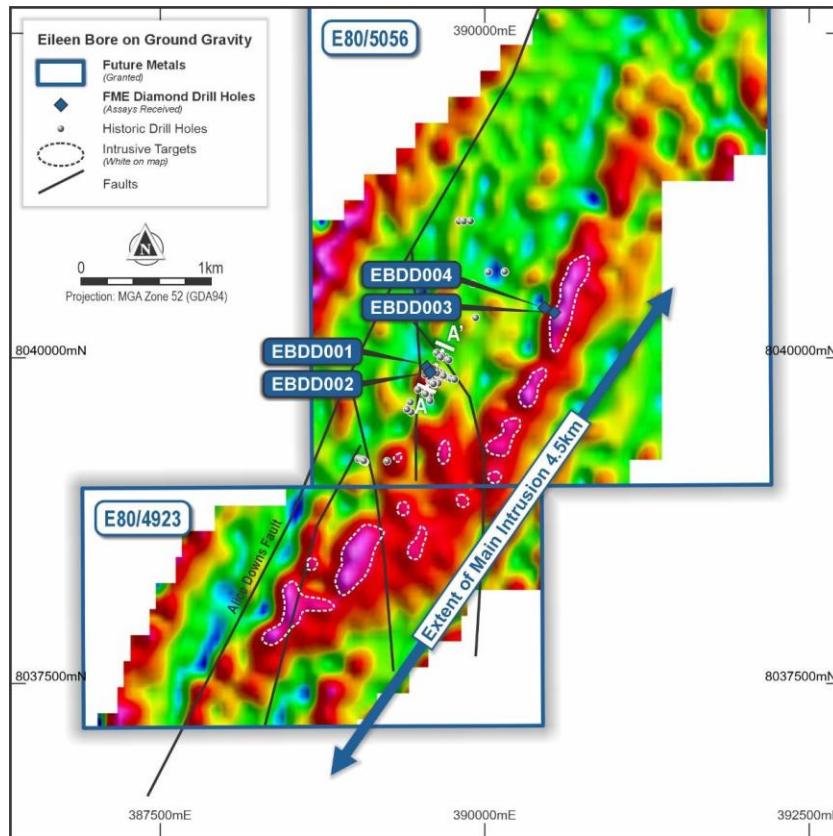 Eileen Bore on Ground Gravity
Future Metals
(Granted)
FME Diamond Drill Holes
(Assays Received)
Historic Drill Holes
Intrusive Targets
(White on map)
Faults
N
0 1km
Projection: MGA Zone 52 (GDA94)
E80/5056
390000mE
392500mE
EBDD004
EBDD003
A'
8040000mN
8040000mN
EBDD001
EBDD002
A
E80/4923
Alice Downs Fault
Extent of Main Intrusion 4.5km
8037500mN
8037500mN
387500mE
390000mE
392500mE